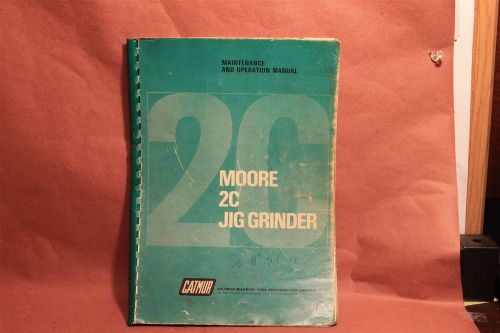 MAINTENANCE
AND OPERATION MANUAL
2C
MOORE
2C
JIG GRINDER
CATMUR
CATMUR MACHINE TOOL CORPORATION LIMITED